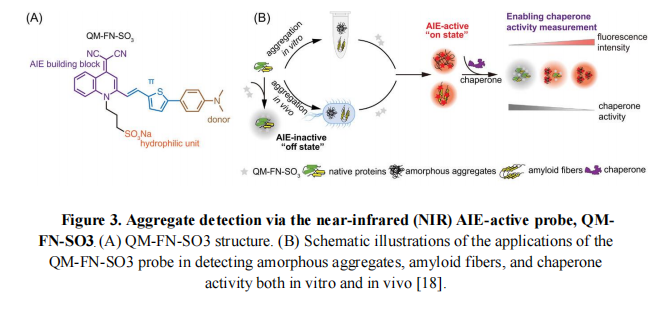 (A)
QM-FN-SO₃
NC CN
AIE building block
π
S
N
N
donor
SO₃Na
hydrophilic unit
(B)
aggregation
in vitro
aggregation
in vivo
AIE-inactive
"off state"
AIE-active
"on state"
chaperone
Enabling chaperone
activity measurement
fluorescence
intensity
chaperone
activity
QM-FN-SO₃ native proteins amorphous aggregates amyloid fibers chaperone
Figure 3. Aggregate detection via the near-infrared (NIR) AIE-active probe, QM-
FN-SO3. (A) QM-FN-SO3 structure. (B) Schematic illustrations of the applications of the
QM-FN-SO3 probe in detecting amorphous aggregates, amyloid fibers, and chaperone
activity both in vitro and in vivo [18].